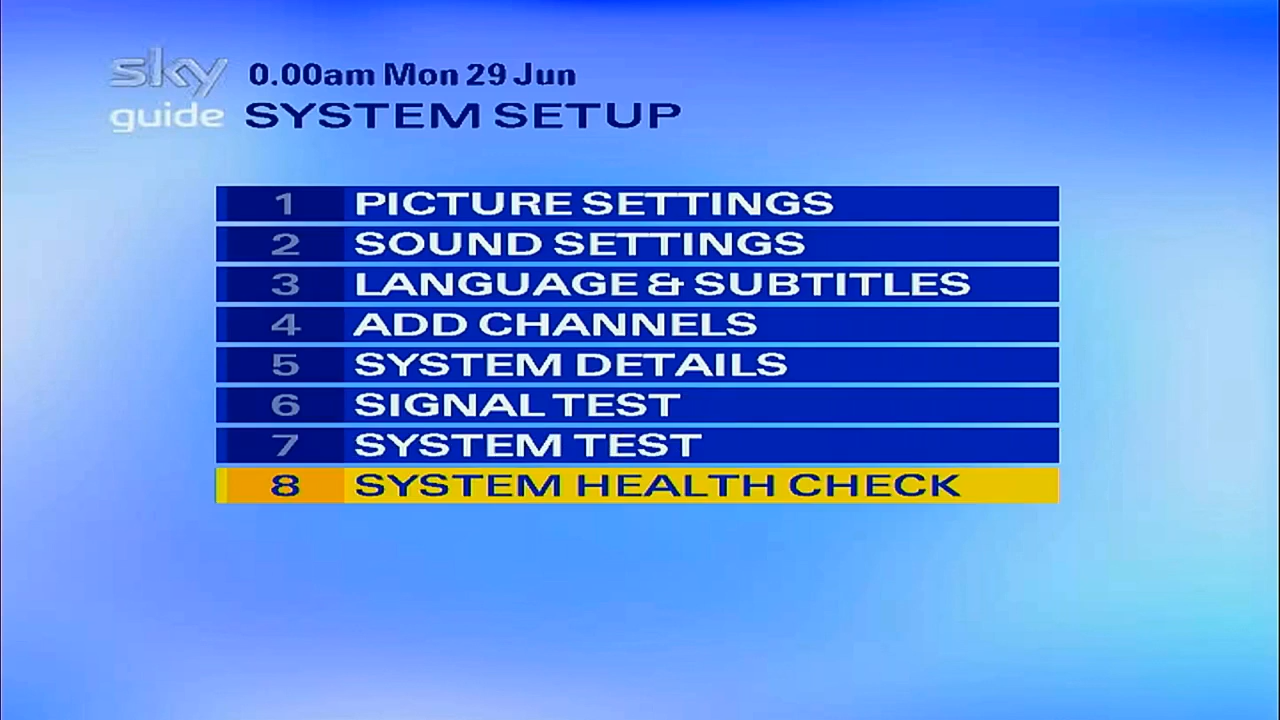 sky
guide
0.00am Mon 29 Jun
SYSTEM SETUP
1 PICTURE SETTINGS
2 SOUND SETTINGS
3 LANGUAGE & SUBTITLES
4 ADD CHANNELS
5 SYSTEM DETAILS
6 SIGNAL TEST
7 SYSTEM TEST
8 SYSTEM HEALTH CHECK